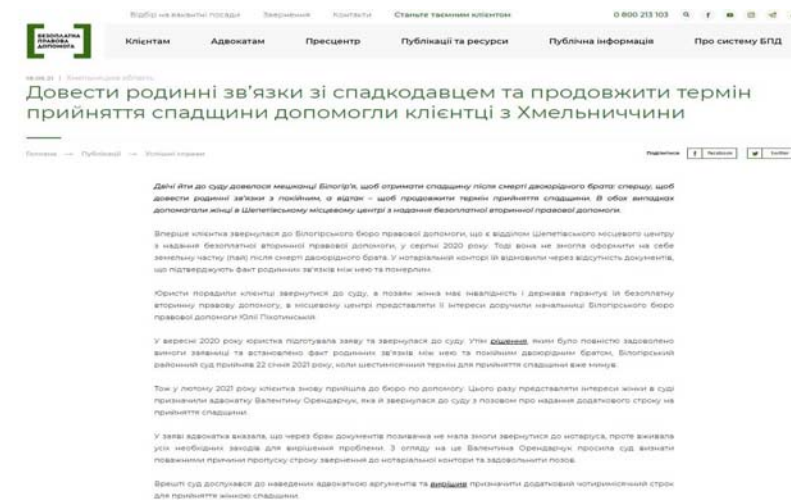 Відбір на вакантні посади Звернення Контакти Станьте таємним клієнтом 0 800 213 103
БЕЗОПЛАТНА
ПРАВОВА
ДОПОМОГА
Клієнтам Адвокатам Пресцентр Публікації та ресурси Публічна інформація Про систему БПД
Хмельницька область
Довести родинні зв’язки зі спадкодавцем та продовжити термін
прийняття спадщини допомогли клієнтці з Хмельниччини
Головна → Публікації → Успішні справи
Поділитися Facebook Twitter
Двічі йти до суду довелося мешканці Білогір’я, щоб отримати спадщину після смерті двоюрідного брата: спершу, щоб
довести родинні зв’язки з покійним, а відтак – щоб продовжити термін прийняття спадщини. В обох випадках
допомагали жінці в Шепетівському місцевому центрі з надання безоплатної вторинної правової допомоги.
Вперше клієнтка звернулася до Білогірського бюро правової допомоги, що є відділом Шепетівського місцевого центру
з надання безоплатної вторинної правової допомоги, у серпні 2020 року. Тоді вона не змогла оформити на себе
земельну частку (пай) після смерті двоюрідного брата. У нотаріальній конторі їй відмовили через відсутність документів,
що підтверджують факт родинних зв’язків між нею та померлим.
Юристи порадили клієнтці звернутися до суду, а позаяк жінка має інвалідність і держава гарантує їй безоплатну
вторинну правову допомогу, в місцевому центрі представляти її інтереси доручили начальниці Білогірського бюро
правової допомоги Юлії Пікотинській.
У вересні 2020 року юристка підготувала заяву та звернулася до суду. Утім рішення, яким було повністю задоволено
вимоги заявниці та встановлено факт родинних зв’язків між нею та покійним двоюрідним братом, Білогірський
районний суд прийняв 22 січня 2021 року, коли шестимісячний термін для прийняття спадщини вже минув.
Тож у лютому 2021 року клієнтка знову прийшла до бюро по допомогу. Цього разу представляти інтереси жінки в суді
призначили адвокатку Валентину Орендарчук, яка й звернулася до суду з позовом про надання додаткового строку на
прийняття спадщини.
У заяві адвокатка вказала, що через брак документів позивачка не мала змоги звернутися до нотаріуса, проте вживала
усіх необхідних заходів для вирішення проблеми. З огляду на це Валентина Орендарчук просила суд визнати
поважними причини пропуску строку звернення до нотаріальної контори та задовольнити позов.
Врешті суд дослухався до наведених адвокаткою аргументів та вирішив призначити додатковий чотиримісячний строк
для прийняття жінкою спадщини.